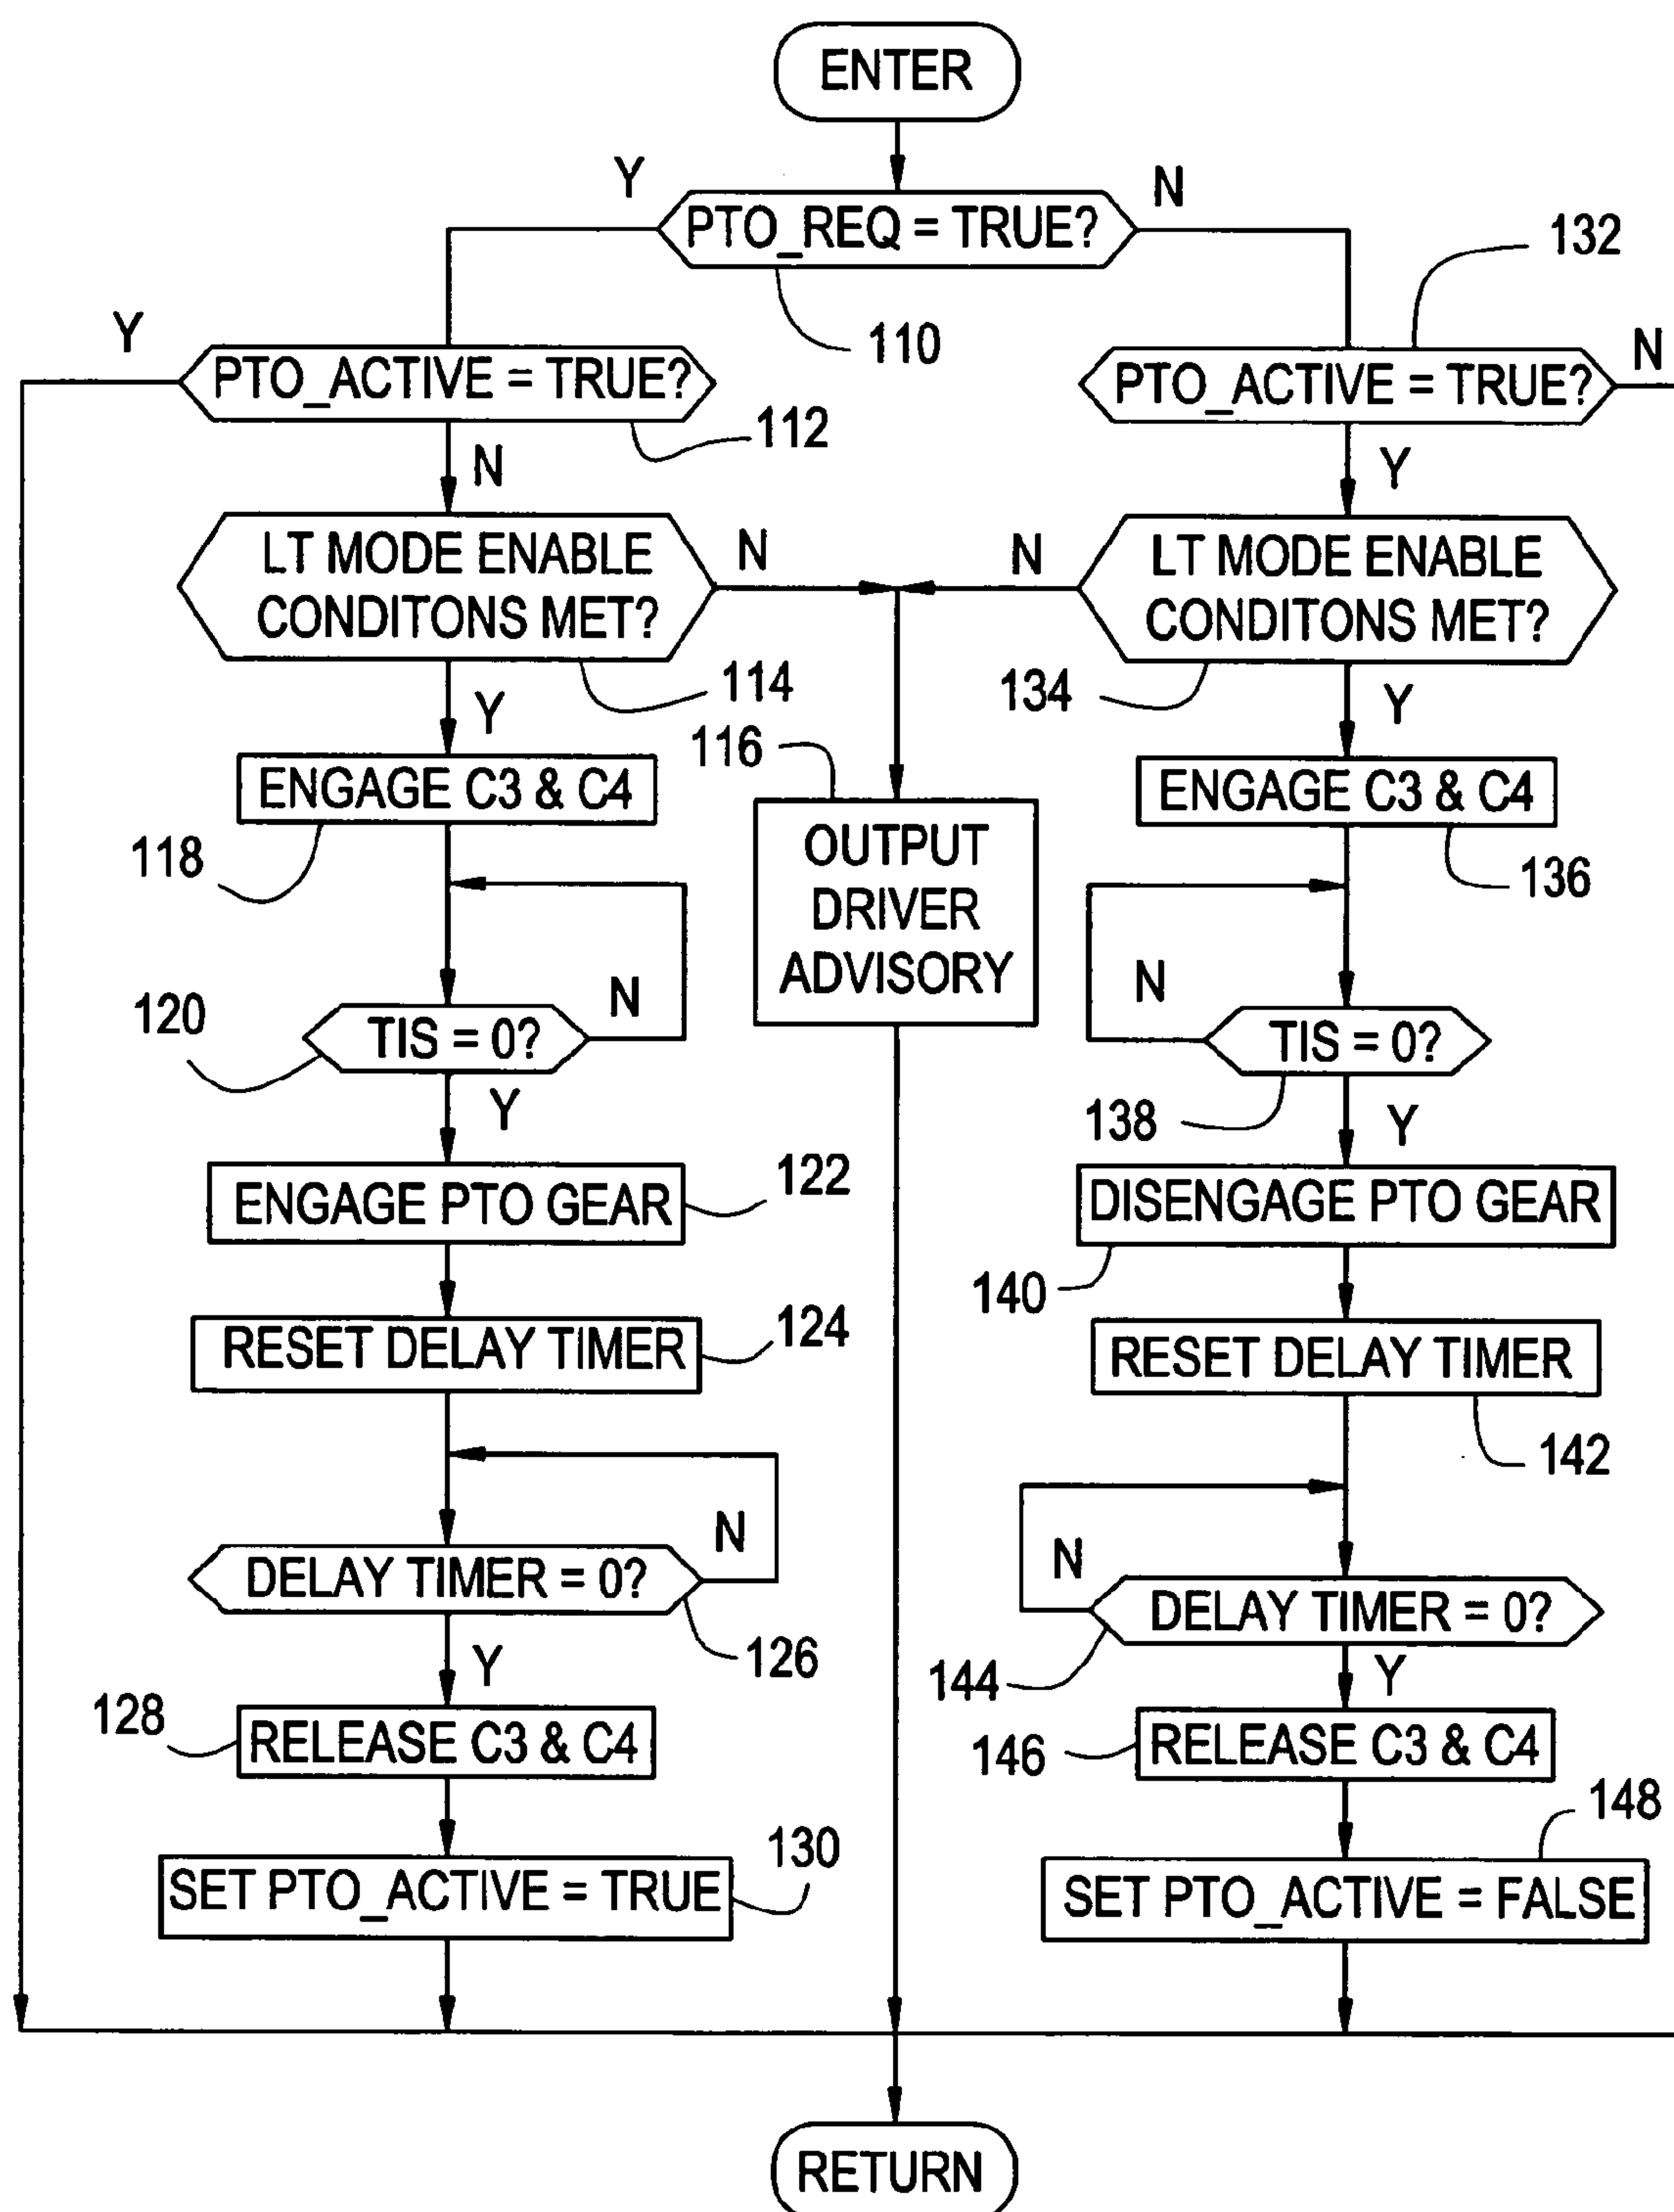 ENTER
Y
N
PTO_REQ = TRUE?
132
110
Y
PTO_ACTIVE = TRUE?
PTO_ACTIVE = TRUE?
N
112
N
Y
LT MODE ENABLE
CONDITONS MET?
N
N
LT MODE ENABLE
CONDITONS MET?
114
134
Y
Y
116
ENGAGE C3 & C4
ENGAGE C3 & C4
118
OUTPUT
DRIVER
ADVISORY
136
N
N
120
TIS = 0?
TIS = 0?
Y
138
Y
ENGAGE PTO GEAR
122
DISENGAGE PTO GEAR
140
RESET DELAY TIMER
124
RESET DELAY TIMER
142
N
N
DELAY TIMER = 0?
DELAY TIMER = 0?
126
Y
144
Y
128
RELEASE C3 & C4
146
RELEASE C3 & C4
148
130
SET PTO_ACTIVE = TRUE
SET PTO_ACTIVE = FALSE
RETURN